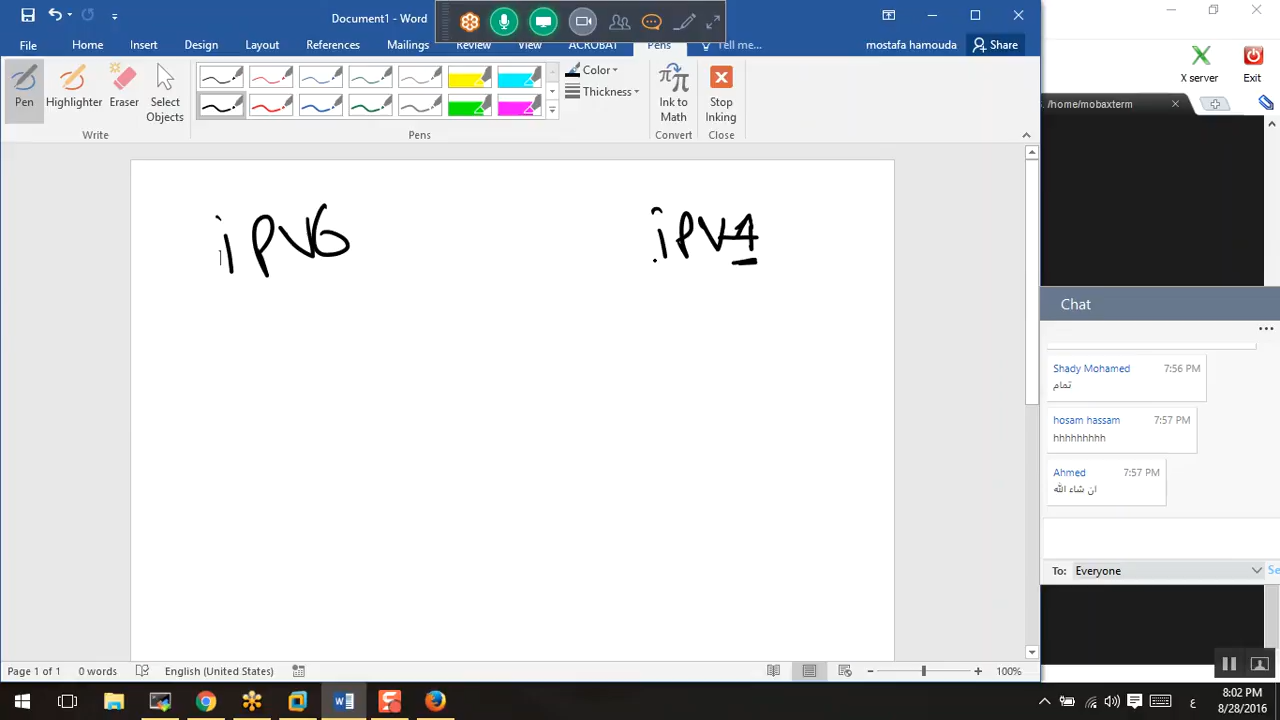 Document1 - Word
File Home Insert Design Layout References Mailings Review View ACROBAT Pens Tell me... mostafa hamouda Share
Pen Highlighter Eraser Select Objects
Color
Thickness
Ink to Math
Stop Inking
Write Pens Convert Close
X server Exit
/home/mobaxterm
iPV6 iPV4
Chat
Shady Mohamed 7:56 PM
تمام
hosam hassam 7:57 PM
hhhhhhhhh
Ahmed 7:57 PM
ان شاء الله
To: Everyone
Page 1 of 1 0 words English (United States) 100%
ع 8:02 PM
8/28/2016